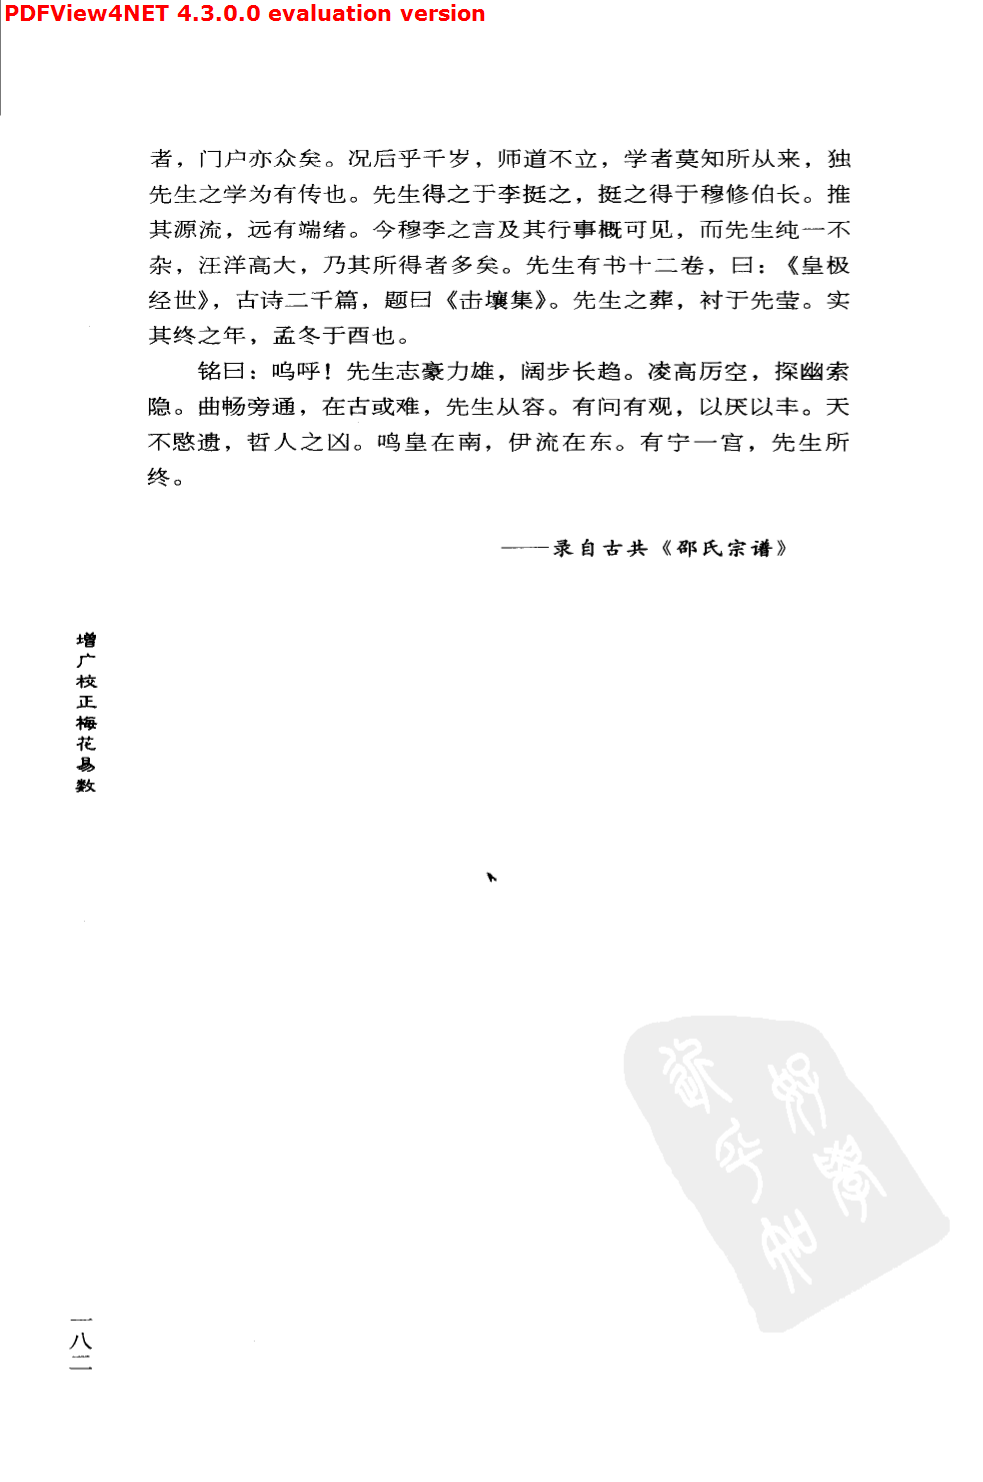 PDFView4NET 4.3.0.0 evaluation version
者，门户亦众矣。况后乎千岁，师道不立，学者莫知所从来，独
先生之学为有传也。先生得之于李挺之，挺之得于穆修伯长。推
其源流，远有端绪。今穆李之言及其行事概可见，而先生纯一不
杂，汪洋高大，乃其所得者多矣。先生有书十二卷，曰：《皇极
经世》，古诗二千篇，题曰《击壤集》。先生之葬，衬于先莹。实
其终之年，孟冬于酉也。
铭曰：呜呼！先生志豪力雄，阔步长趋。凌高厉空，探幽索
隐。曲畅旁通，在古或难，先生从容。有问有观，以厌以丰。天
不愍遗，哲人之凶。鸣皇在南，伊流在东。有宁一宫，先生所
终。
——录自古共《邵氏宗谱》
增广校正梅花易数
一八二